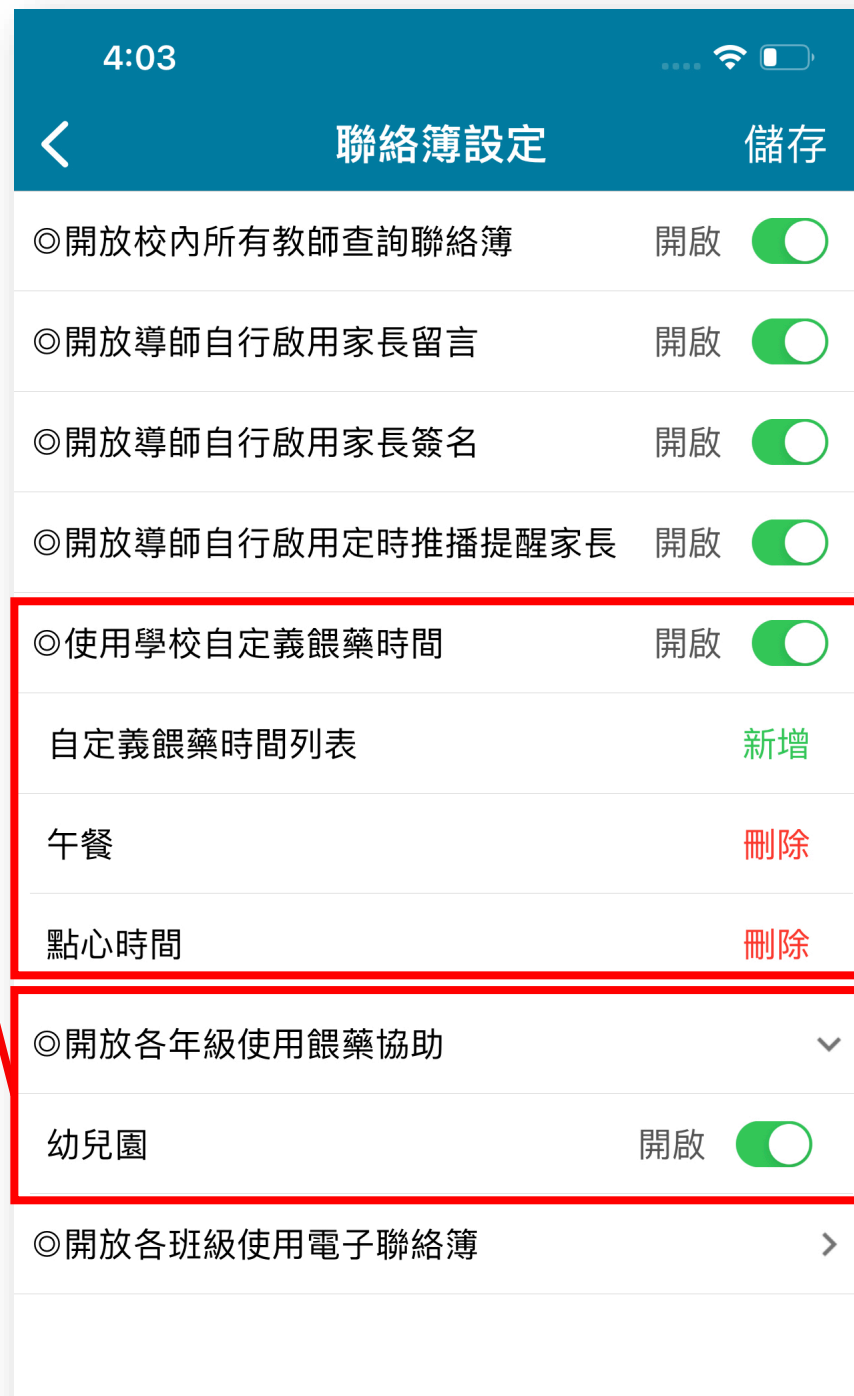 4:03
聯絡簿設定 儲存
◎開放校內所有教師查詢聯絡簿 開啟
◎開放導師自行啟用家長留言 開啟
◎開放導師自行啟用家長簽名 開啟
◎開放導師自行啟用定時推播提醒家長 開啟
◎使用學校自定義餵藥時間 開啟
自定義餵藥時間列表 新增
午餐 刪除
點心時間 刪除
◎開放各年級使用餵藥協助
幼兒園 開啟
◎開放各班級使用電子聯絡簿